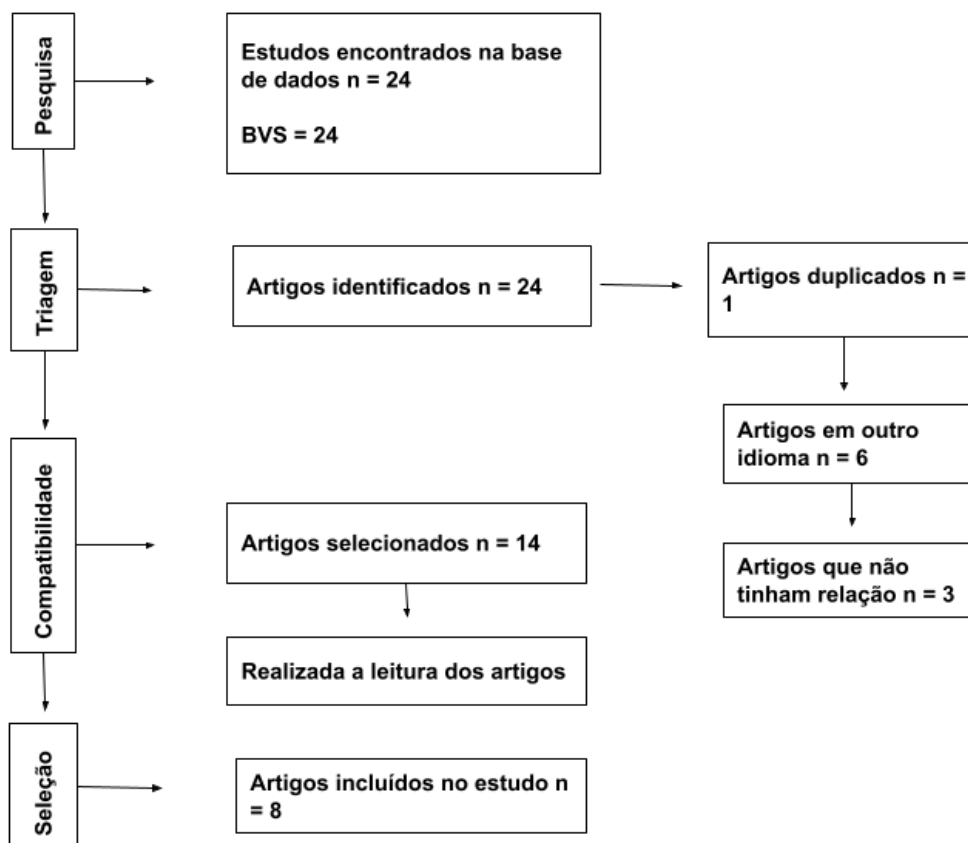 Pesquisa
Estudos encontrados na base
de dados n = 24
BVS = 24
Triagem
Artigos identificados n = 24
Artigos duplicados n =
1
Artigos em outro
idioma n = 6
Artigos que não
tinham relação n = 3
Compatibilidade
Artigos selecionados n = 14
Realizada a leitura dos artigos
Seleção
Artigos incluídos no estudo n
= 8